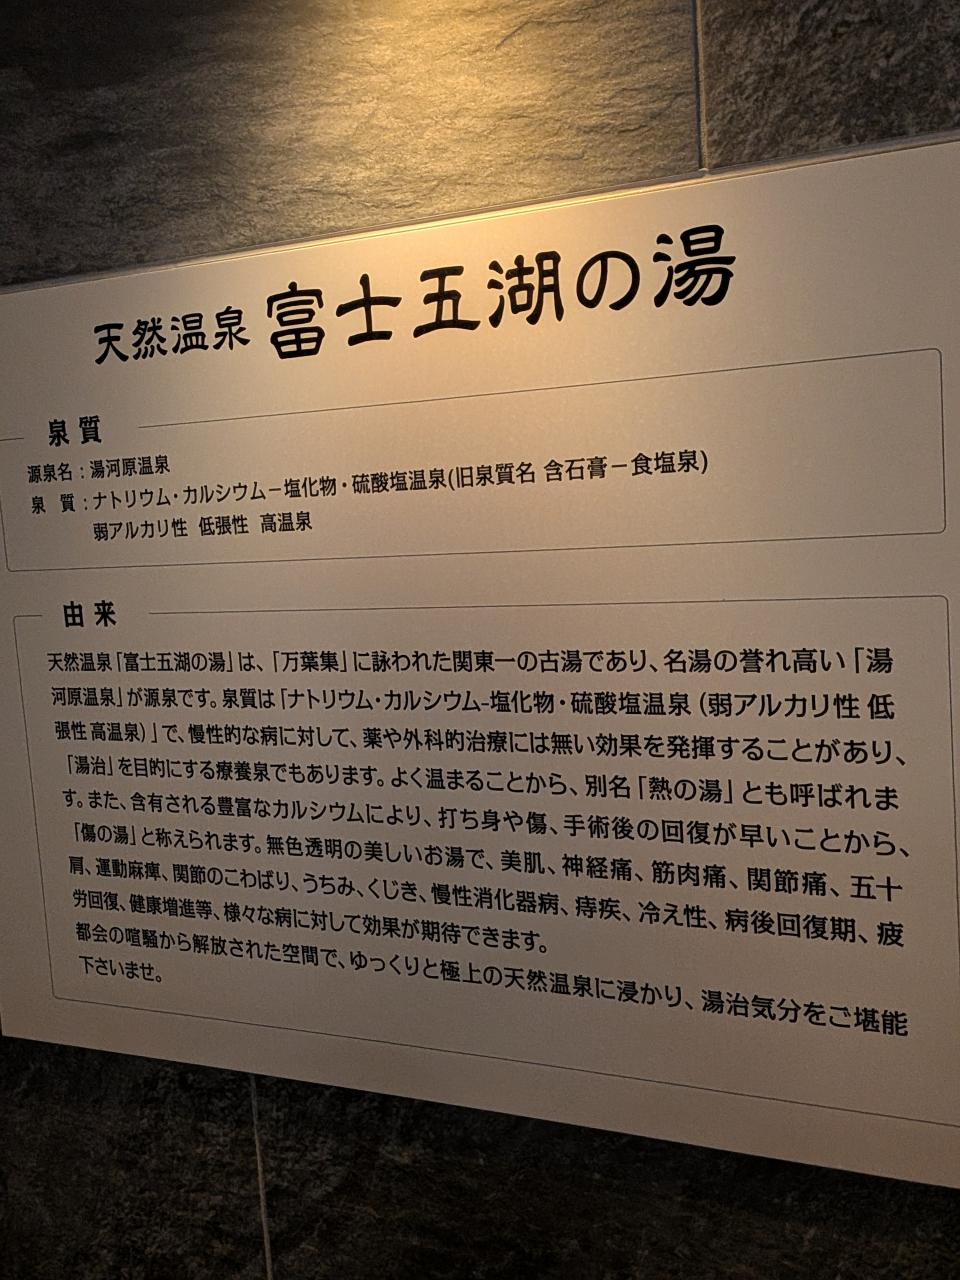 天然温泉 富士五湖の湯
泉質
源泉名：湯河原温泉
泉 質：ナトリウム・カルシウム－塩化物・硫酸塩温泉(旧泉質名 含石膏－食塩泉)
弱アルカリ性 低張性 高温泉
由来
天然温泉「富士五湖の湯」は、「万葉集」に詠われた関東一の古湯であり、名湯の誉れ高い「湯
河原温泉」が源泉です。泉質は「ナトリウム・カルシウム-塩化物・硫酸塩温泉（弱アルカリ性 低
張性 高温泉）」で、慢性的な病に対して、薬や外科的治療には無い効果を発揮することがあり、
「湯治」を目的にする療養泉でもあります。よく温まることから、別名「熱の湯」とも呼ばれま
す。また、含有される豊富なカルシウムにより、打ち身や傷、手術後の回復が早いことから、
「傷の湯」と称えられます。無色透明の美しいお湯で、美肌、神経痛、筋肉痛、関節痛、五十
肩、運動麻痺、関節のこわばり、うちみ、くじき、慢性消化器病、痔疾、冷え性、病後回復期、疲
労回復、健康増進等、様々な病に対して効果が期待できます。
都会の喧騒から解放された空間で、ゆっくりと極上の天然温泉に浸かり、湯治気分をご堪能
下さいませ。